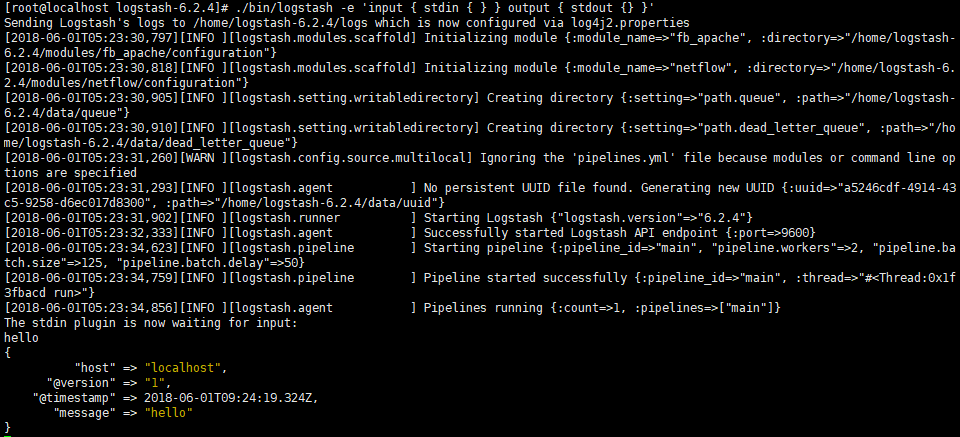 [root@localhost logstash-6.2.4]# ./bin/logstash -e 'input { stdin { } } output { stdout {} }'
Sending Logstash's logs to /home/logstash-6.2.4/logs which is now configured via log4j2.properties
[2018-06-01T05:23:30,797][INFO ][logstash.modules.scaffold] Initializing module {:module_name=>"fb_apache", :directory=>"/home/logstash-
6.2.4/modules/fb_apache/configuration"}
[2018-06-01T05:23:30,818][INFO ][logstash.modules.scaffold] Initializing module {:module_name=>"netflow", :directory=>"/home/logstash-6.
2.4/modules/netflow/configuration"}
[2018-06-01T05:23:30,905][INFO ][logstash.setting.writabledirectory] Creating directory {:setting=>"path.queue", :path=>"/home/logstash-
6.2.4/data/queue"}
[2018-06-01T05:23:30,910][INFO ][logstash.setting.writabledirectory] Creating directory {:setting=>"path.dead_letter_queue", :path=>"/ho
me/logstash-6.2.4/data/dead_letter_queue"}
[2018-06-01T05:23:31,260][WARN ][logstash.config.source.multilocal] Ignoring the 'pipelines.yml' file because modules or command line op
tions are specified
[2018-06-01T05:23:31,293][INFO ][logstash.agent           ] No persistent UUID file found. Generating new UUID {:uuid=>"a5246cdf-4914-43
c5-9258-d6ec017d8300", :path=>"/home/logstash-6.2.4/data/uuid"}
[2018-06-01T05:23:31,902][INFO ][logstash.runner          ] Starting Logstash {"logstash.version"=>"6.2.4"}
[2018-06-01T05:23:32,333][INFO ][logstash.agent           ] Successfully started Logstash API endpoint {:port=>9600}
[2018-06-01T05:23:34,623][INFO ][logstash.pipeline        ] Starting pipeline {:pipeline_id=>"main", "pipeline.workers"=>2, "pipeline.ba
tch.size"=>125, "pipeline.batch.delay"=>50}
[2018-06-01T05:23:34,759][INFO ][logstash.pipeline        ] Pipeline started successfully {:pipeline_id=>"main", :thread=>"#<Thread:0x1f
3fbacd run>"}
[2018-06-01T05:23:34,856][INFO ][logstash.agent           ] Pipelines running {:count=>1, :pipelines=>["main"]}
The stdin plugin is now waiting for input:
hello
{
          "host" => "localhost",
      "@version" => "1",
    "@timestamp" => 2018-06-01T09:24:19.324Z,
       "message" => "hello"
}